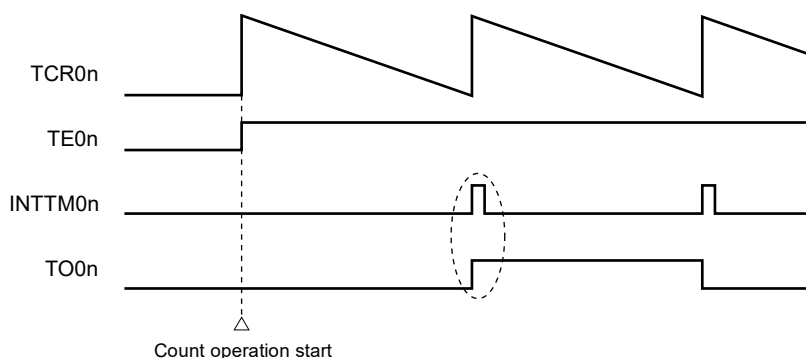 TCR0n
TE0n
INTTM0n
TO0n
Count operation start